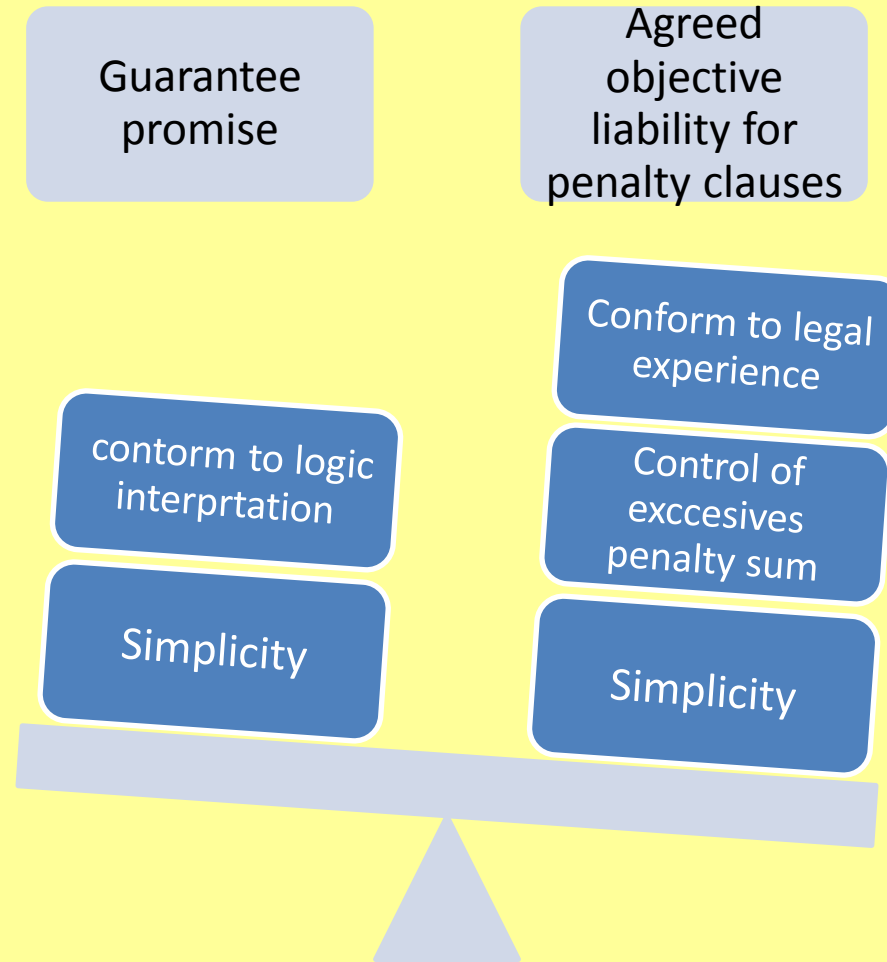 Guarantee
promise
Agreed
objective
liability for
penalty clauses
Conform to legal
experience
contorm to logic
interprtation
Control of
exccesives
penalty sum
Simplicity
Simplicity